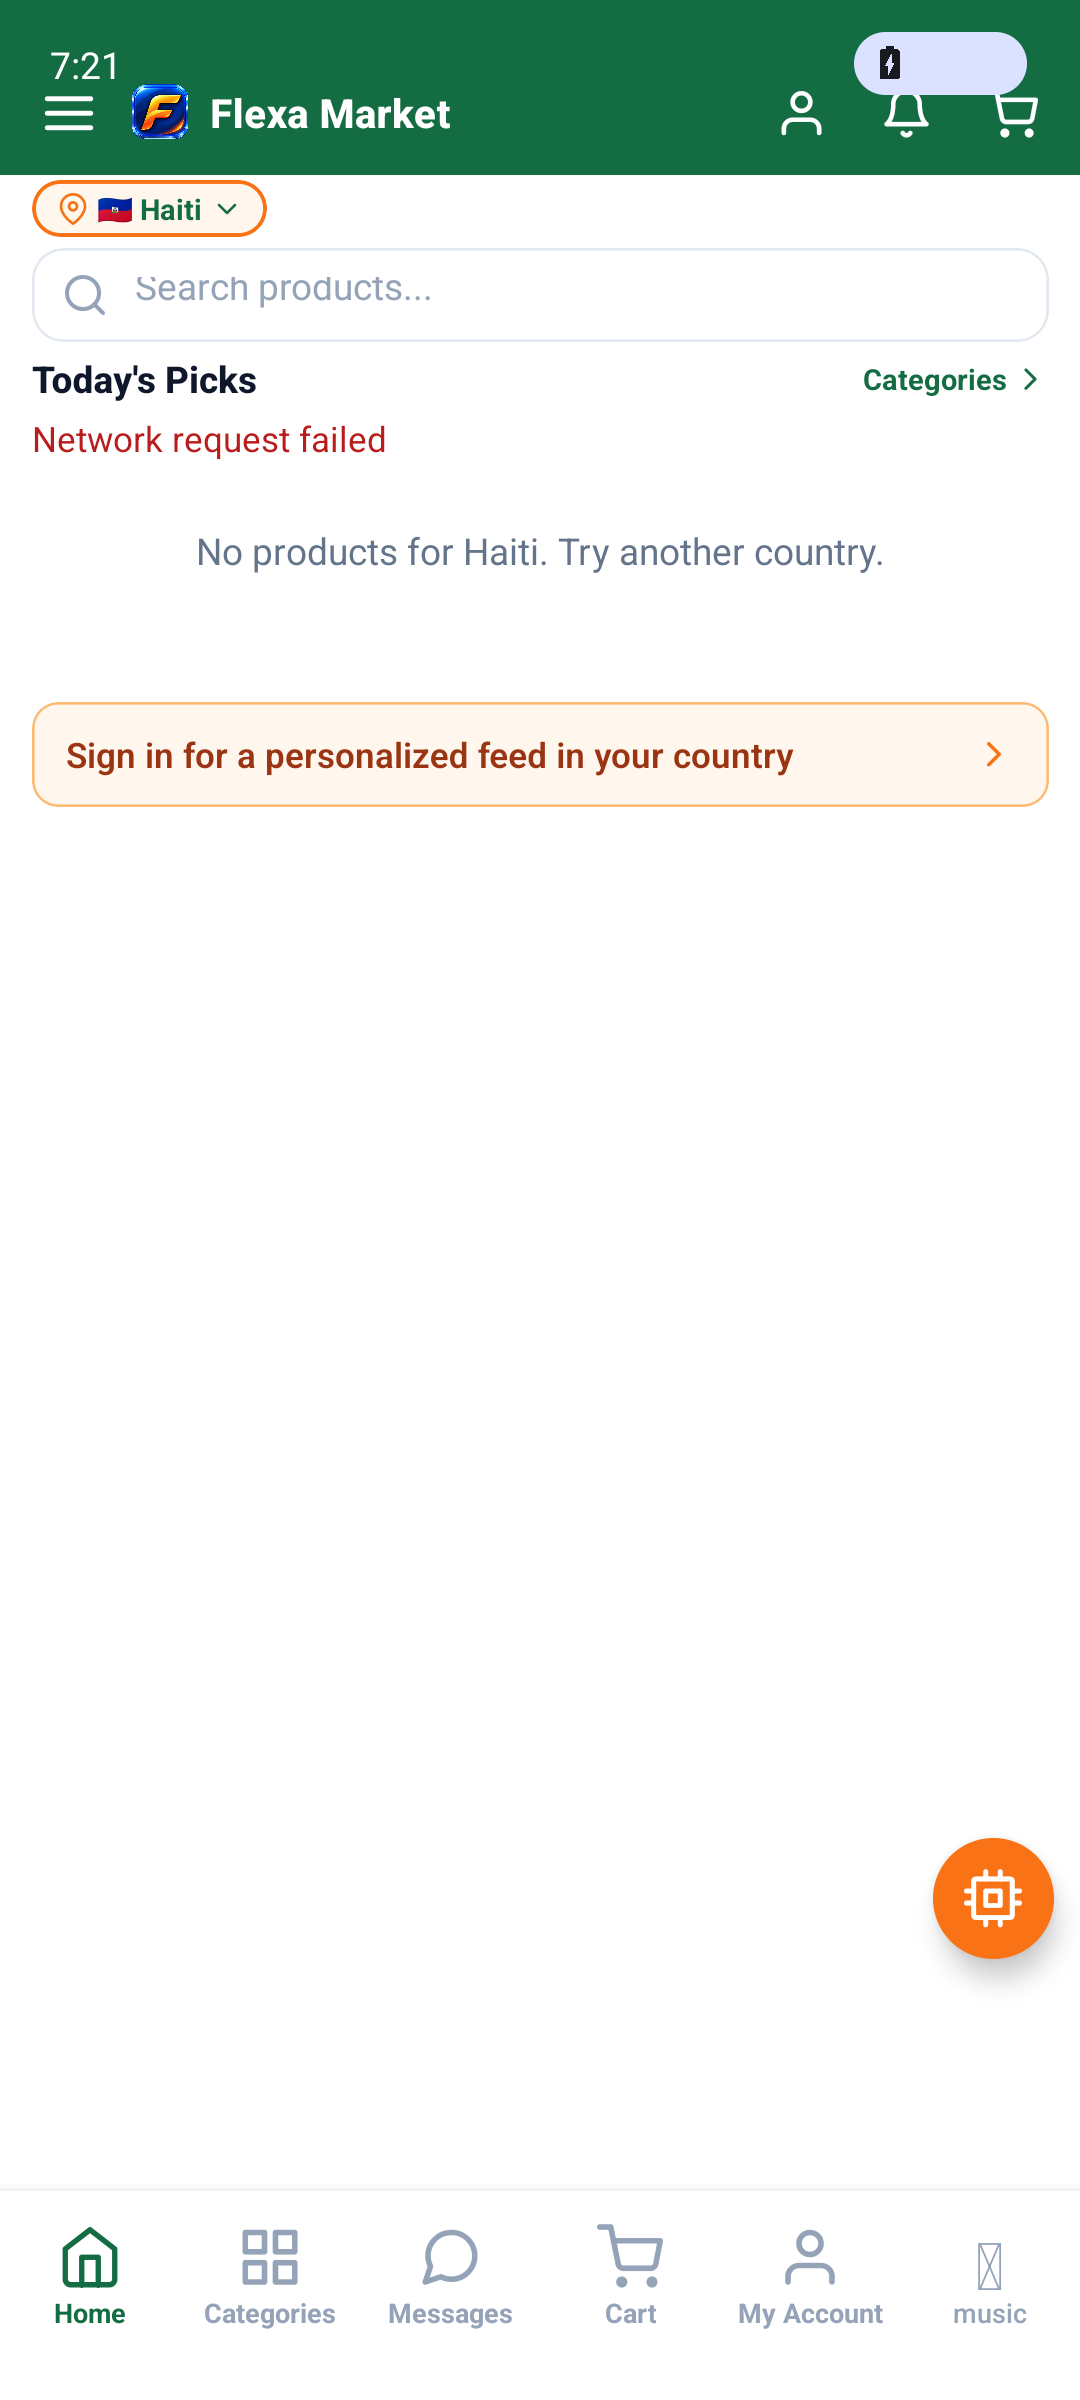 7:21
Flexa Market
Haiti
Search products...
Today's Picks
Categories
Network request failed
No products for Haiti. Try another country.
Sign in for a personalized feed in your country
Home
Categories
Messages
Cart
My Account
music